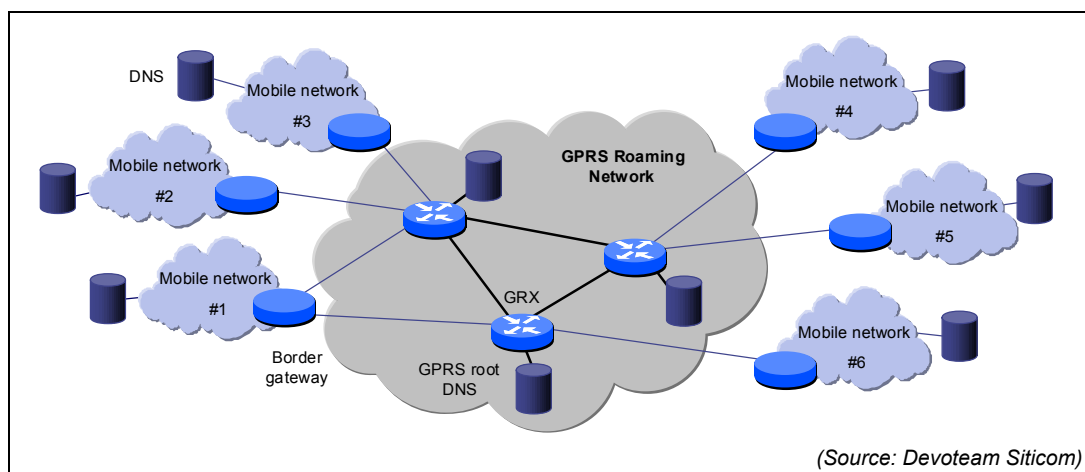 DNS
Mobile network
#3
Mobile network
#2
Mobile network
#1
Border
gateway
GPRS Roaming
Network
GRX
GPRS root
DNS
Mobile network
#4
Mobile network
#5
Mobile network
#6
(Source: Devoteam Siticom)